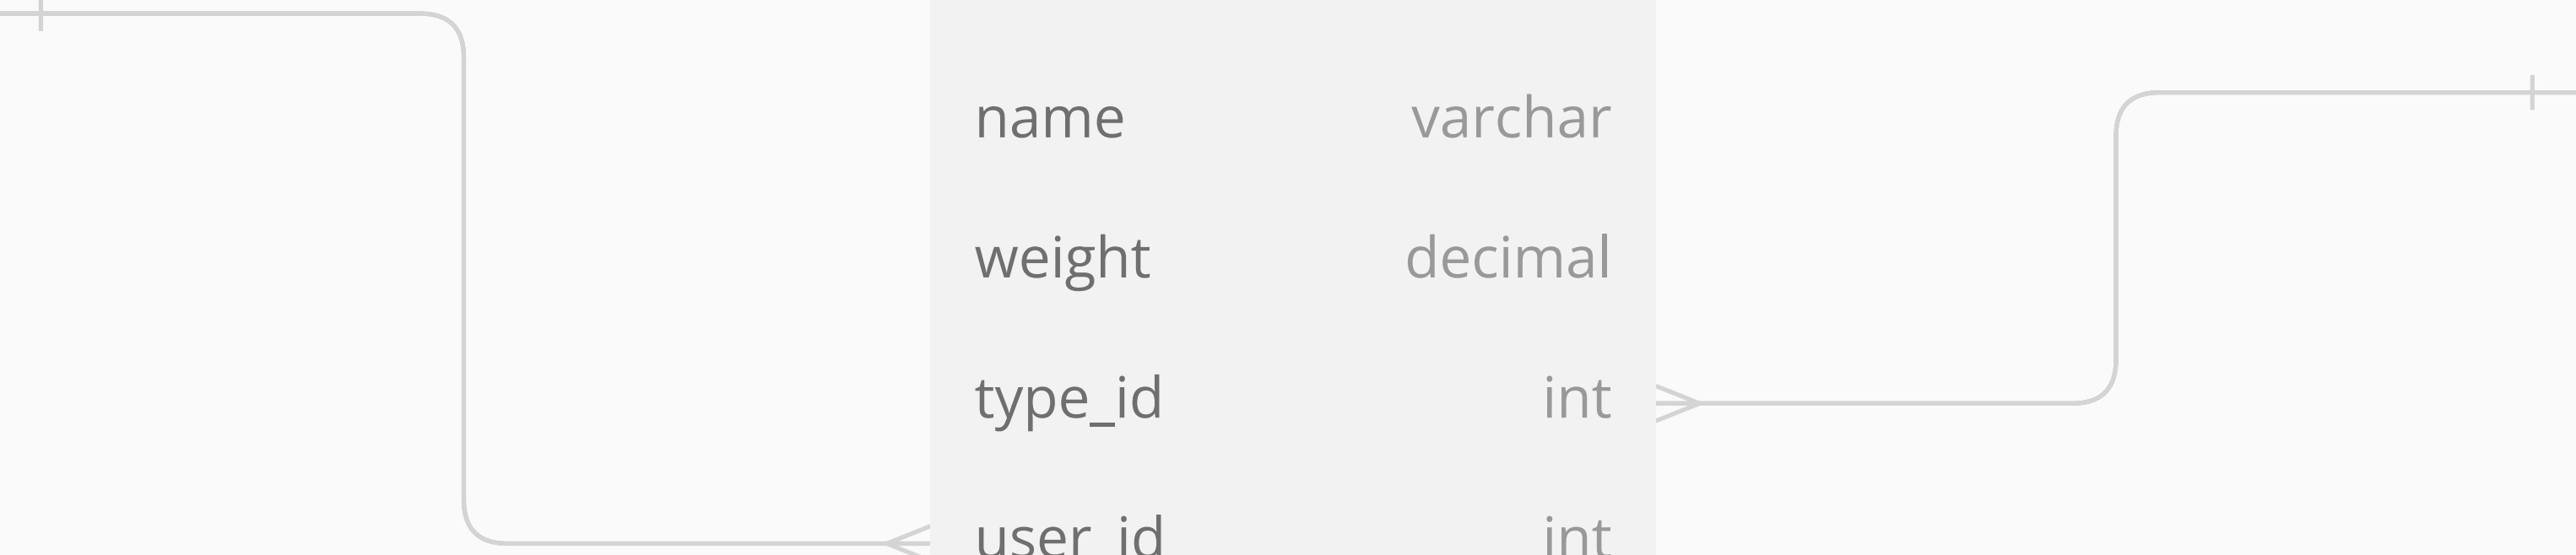 name varchar
weight decimal
type_id int
user_id int